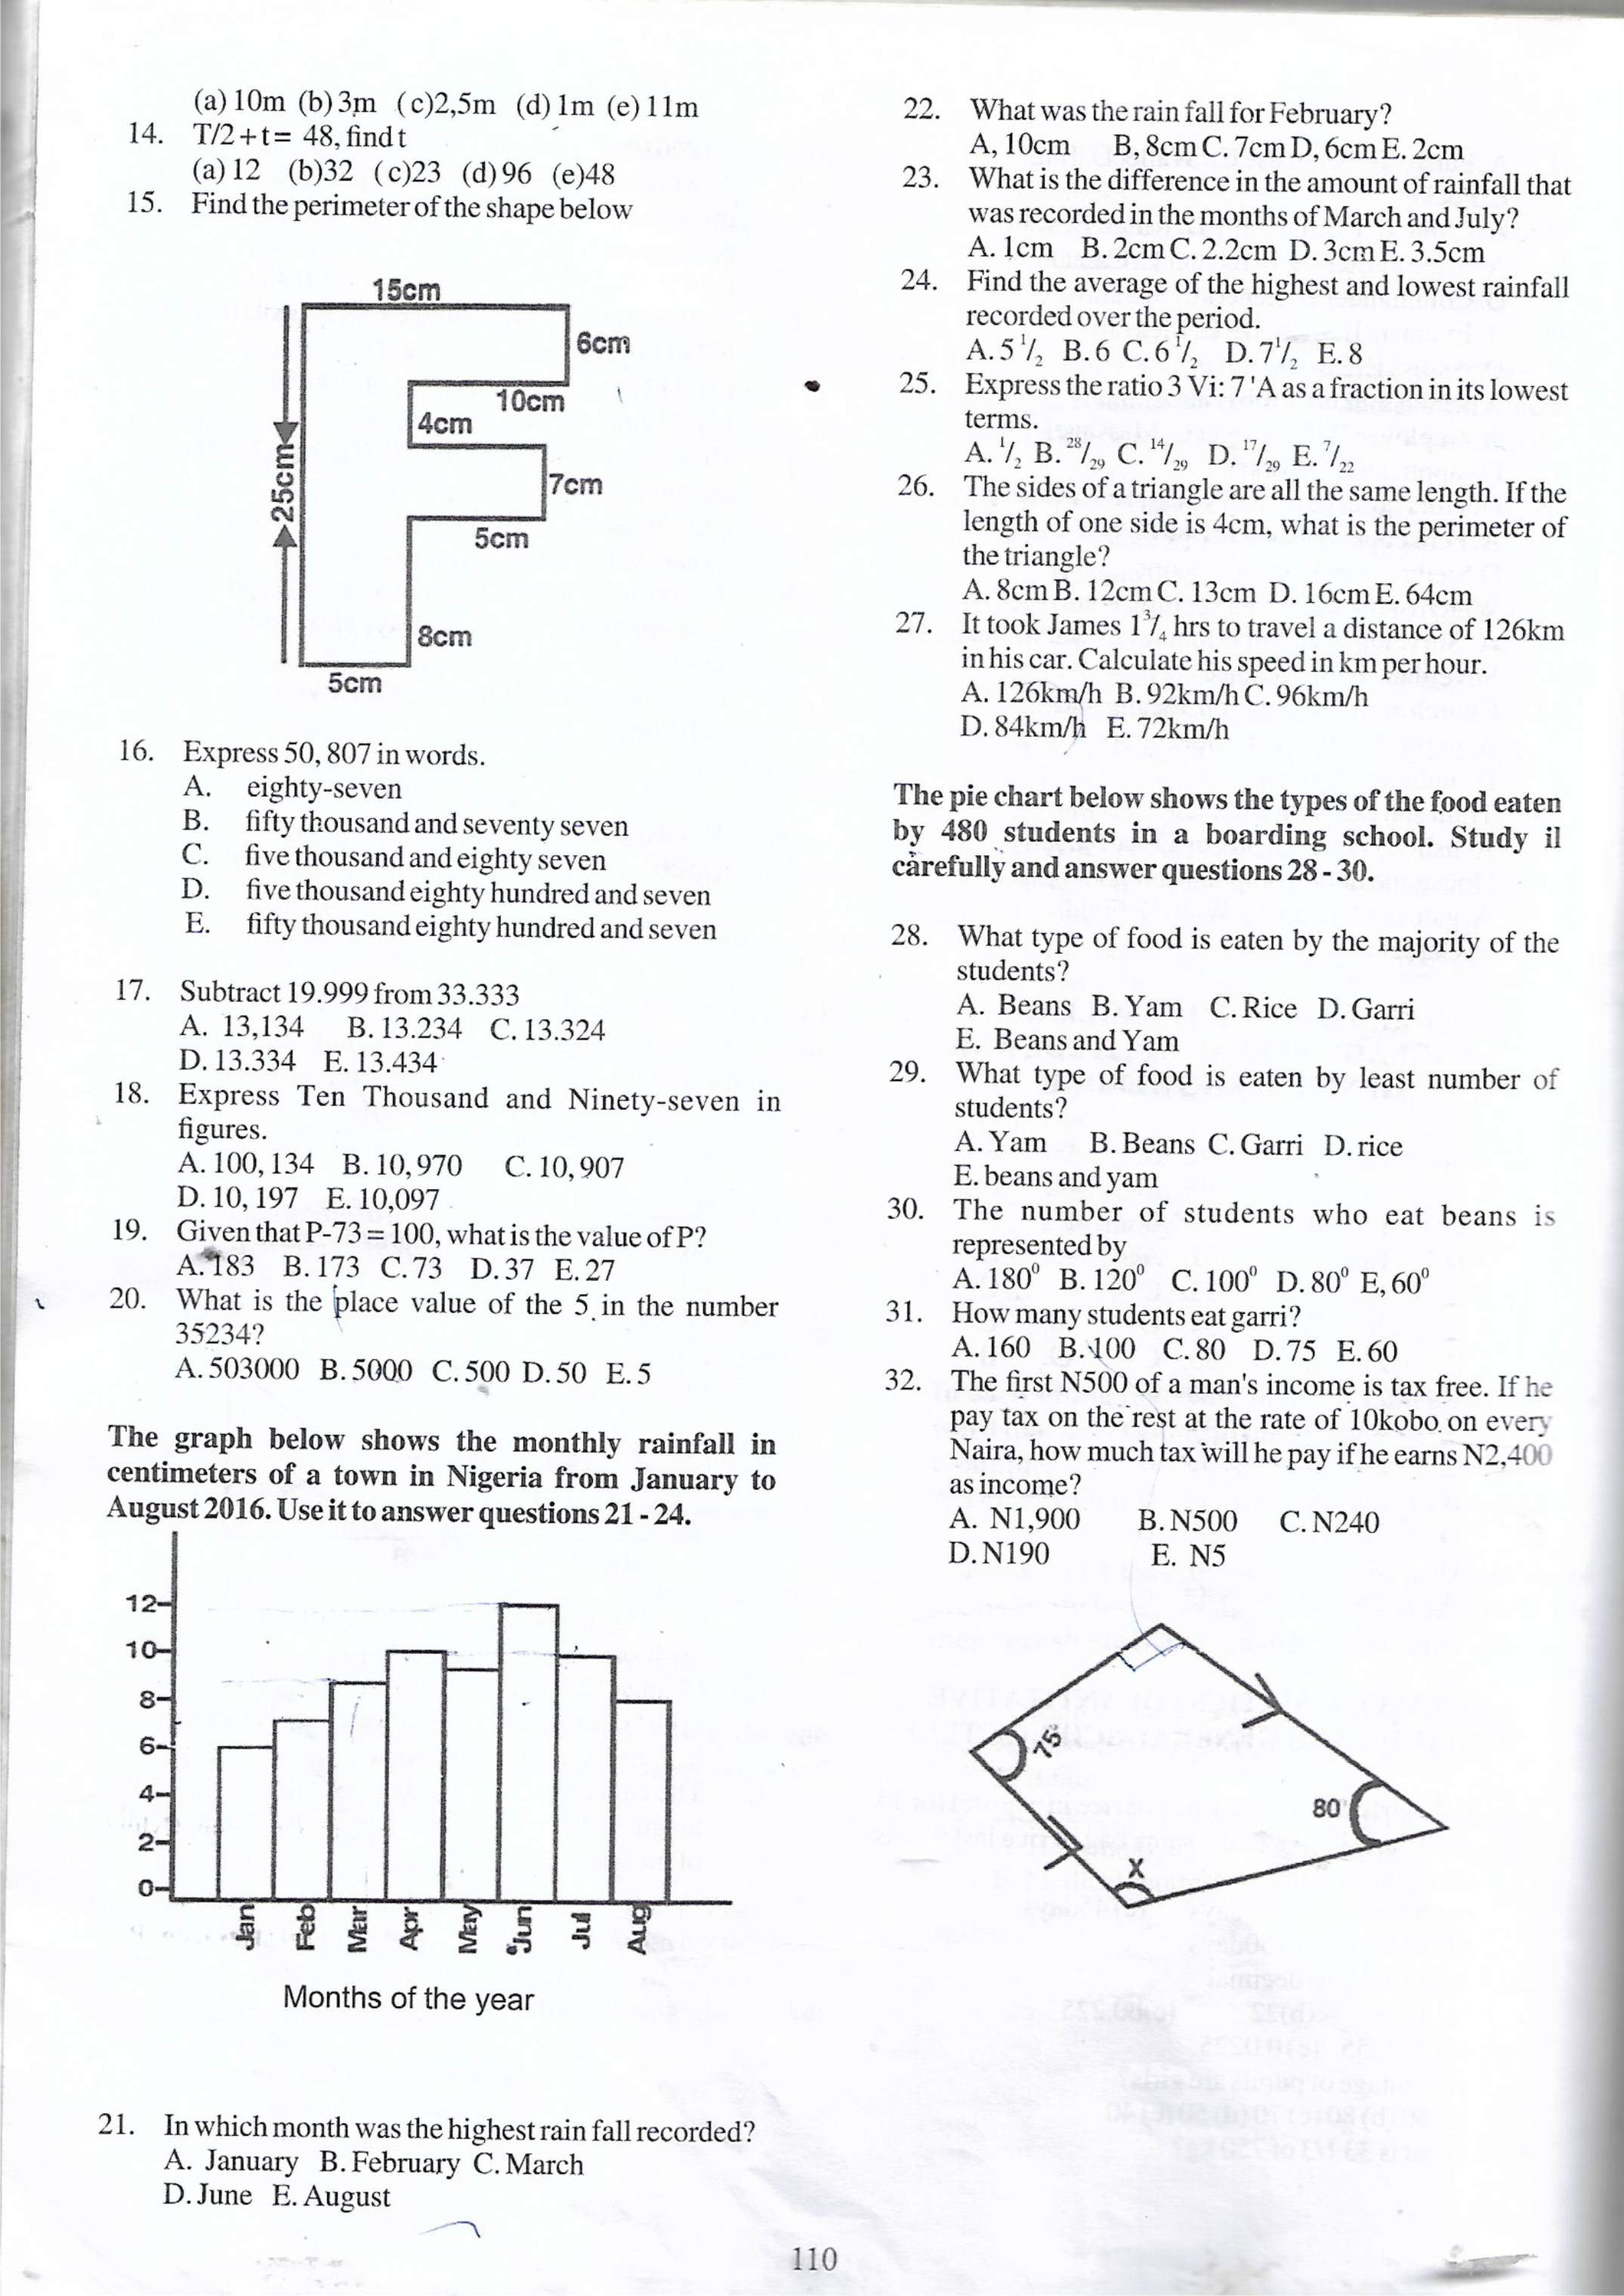 (a) 10m (b) 3m (c)2,5m (d) 1m (e) 11m
14. T/2+t= 48, find t
(a) 12 (b)32 (c)23 (d) 96 (e)48
15. Find the perimeter of the shape below
15cm
6cm
10cm
4cm
25cm
7cm
5cm
8cm
5cm
16. Express 50, 807 in words.
A. eighty-seven
B. fifty thousand and seventy seven
C. five thousand and eighty seven
D. five thousand eighty hundred and seven
E. fifty thousand eighty hundred and seven
17. Subtract 19.999 from 33.333
A. 13,134 B. 13.234 C. 13.324
D. 13.334 E. 13.434
18. Express Ten Thousand and Ninety-seven in
figures.
A. 100, 134 B. 10,970 C. 10,907
D. 10, 197 E. 10,097
19. Given that P-73 = 100, what is the value of P?
A. 183 B. 173 C. 73 D. 37 E. 27
20. What is the place value of the 5 in the number
35234?
A. 503000 B. 5000 C. 500 D. 50 E. 5
The graph below shows the monthly rainfall in
centimeters of a town in Nigeria from January to
August 2016. Use it to answer questions 21 - 24.
12
10
8
6
4
2
0
Jan Feb Mar Apr May Jun Jul Aug
Months of the year
21. In which month was the highest rain fall recorded?
A. January B. February C. March
D. June E. August
22. What was the rain fall for February?
A, 10cm B, 8cm C. 7cm D, 6cm E. 2cm
23. What is the difference in the amount of rainfall that
was recorded in the months of March and July?
A. 1cm B. 2cm C. 2.2cm D. 3cm E. 3.5cm
24. Find the average of the highest and lowest rainfall
recorded over the period.
A. 5 1/2 B. 6 C. 6 1/2 D. 7 1/2 E. 8
25. Express the ratio 3 Vi: 7 'A as a fraction in its lowest
terms.
A. 1/2 B. 28/29 C. 14/29 D. 17/29 E. 7/22
26. The sides of a triangle are all the same length. If the
length of one side is 4cm, what is the perimeter of
the triangle?
A. 8cm B. 12cm C. 13cm D. 16cm E. 64cm
27. It took James 1 3/4 hrs to travel a distance of 126km
in his car. Calculate his speed in km per hour.
A. 126km/h B. 92km/h C. 96km/h
D. 84km/h E. 72km/h
The pie chart below shows the types of the food eaten
by 480 students in a boarding school. Study il
carefully and answer questions 28 - 30.
28. What type of food is eaten by the majority of the
students?
A. Beans B. Yam C. Rice D. Garri
E. Beans and Yam
29. What type of food is eaten by least number of
students?
A. Yam B. Beans C. Garri D. rice
E. beans and yam
30. The number of students who eat beans is
represented by
A. 180⁰ B. 120⁰ C. 100⁰ D. 80⁰ E, 60⁰
31. How many students eat garri?
A. 160 B. 100 C. 80 D. 75 E. 60
32. The first N500 of a man's income is tax free. If he
pay tax on the rest at the rate of 10kobo on every
Naira, how much tax will he pay if he earns N2,400
as income?
A. N1,900 B. N500 C. N240
D. N190 E. N5
75°
80°
X
110